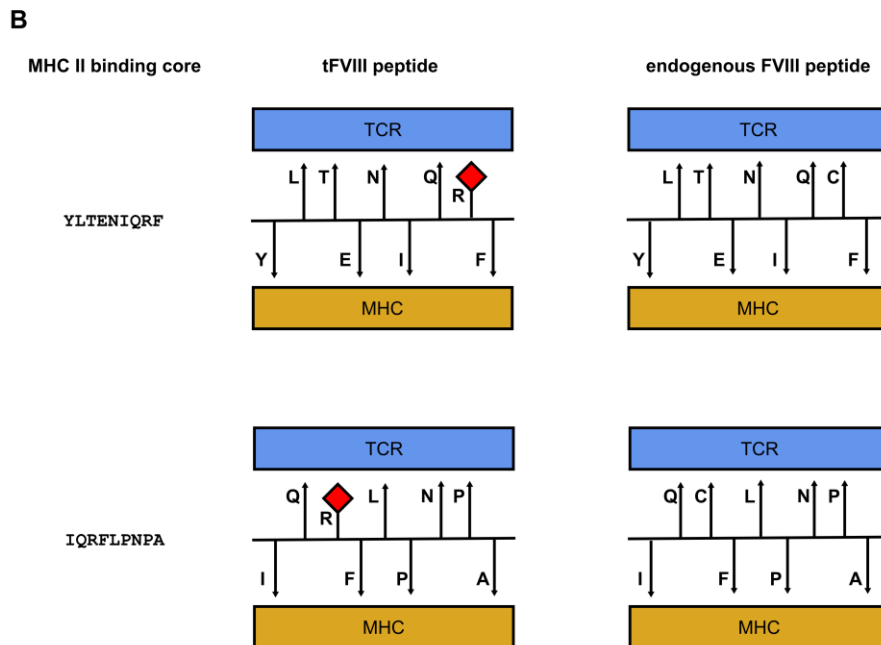 B
MHC II binding core tFVIII peptide endogenous FVIII peptide
TCR TCR
L T N Q R L T N Q C
YLTENIQRF
Y E I F Y E I F
MHC MHC
TCR TCR
Q R L N P Q C L N P
IQRFLPNPA
I F P A I F P A
MHC MHC